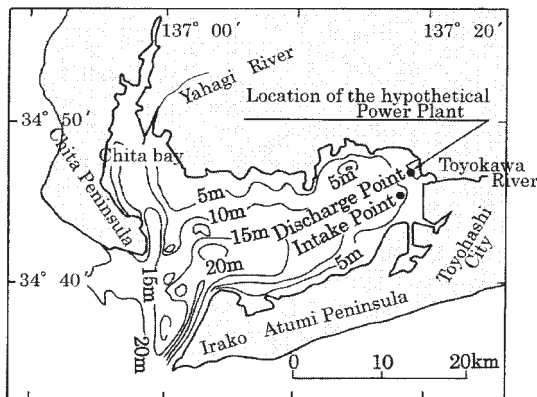 137° 00′
137° 20′
Yahagi River
Location of the hypothetical
Power Plant
34° 50′
Chita bay
Chita Peninsula
5m
5m
Toyokawa
River
Discharge Point
Intake Point
10m
15m
20m
5m
Toyohashi
City
34° 40′
15m
20m
Irako Atumi Peninsula
0 10 20km